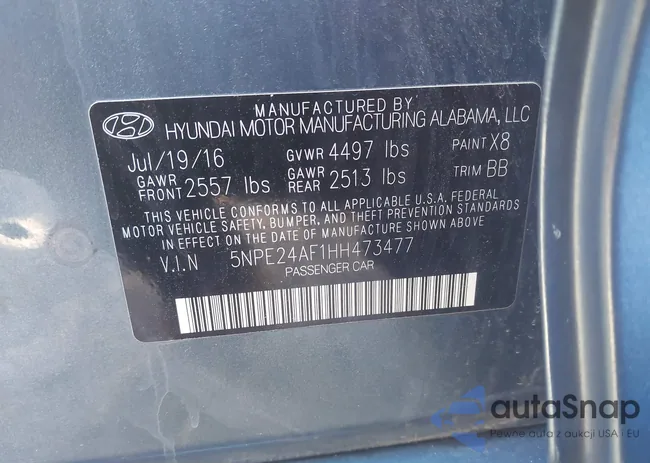 MANUFACTURED BY
HYUNDAI MOTOR MANUFACTURING ALABAMA, LLC
Jul/19/16 GVWR 4497 lbs PAINT X8
GAWR FRONT 2557 lbs GAWR REAR 2513 lbs TRIM BB
THIS VEHICLE CONFORMS TO ALL APPLICABLE U.S.A. FEDERAL
MOTOR VEHICLE SAFETY, BUMPER, AND THEFT PREVENTION STANDARDS
IN EFFECT ON THE DATE OF MANUFACTURE SHOWN ABOVE
V.I.N 5NPE24AF1HH473477
PASSENGER CAR
autaSnap
Pewne auta z aukcji USA i EU